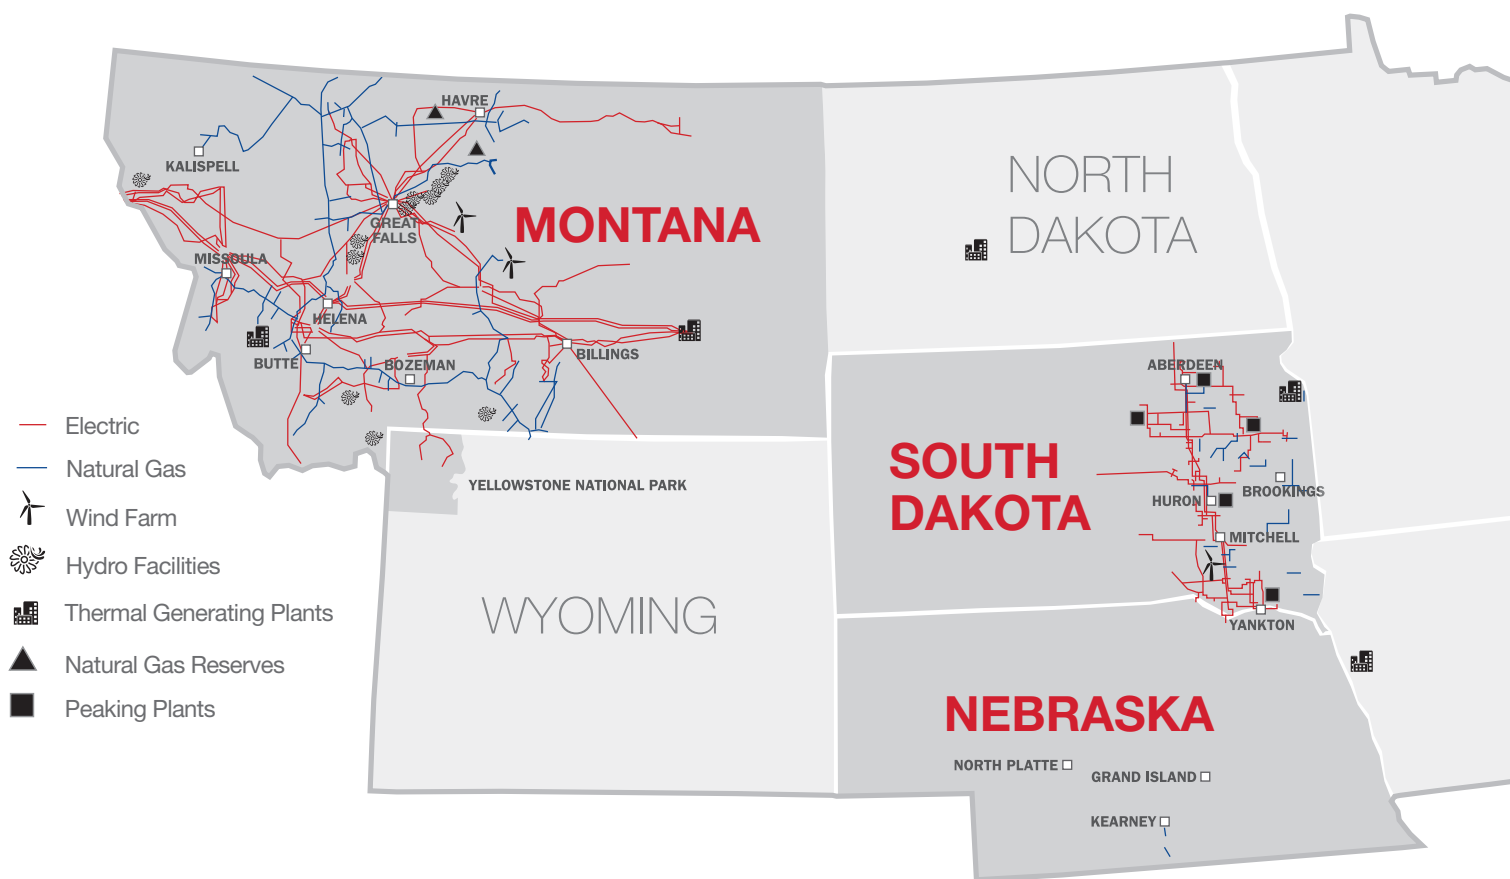 HAVRE
KALISPELL
GREAT
FALLS
MONTANA
MISSOULA
HELENA
BUTTE
BOZEMAN
BILLINGS
NORTH
DAKOTA
ABERDEEN
SOUTH
DAKOTA
HURON
BROOKINGS
MITCHELL
YANKTON
YELLOWSTONE NATIONAL PARK
WYOMING
NEBRASKA
NORTH PLATTE
GRAND ISLAND
KEARNEY
Electric
Natural Gas
Wind Farm
Hydro Facilities
Thermal Generating Plants
Natural Gas Reserves
Peaking Plants